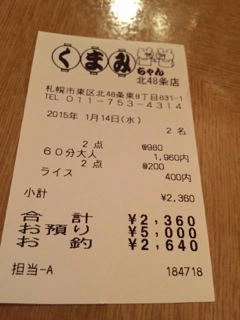 くまみ
ちゃん
北48条店
札幌市東区北48条東8丁目831-1
TEL 011-753-4314
2015年 1月14日(水)
2名
2点 @980
60分大人 1,960円
2点 @200
ライス 400円
小計 ¥2,360
合計 ¥2,360
お預り ¥5,000
お釣 ¥2,640
担当-A 184718